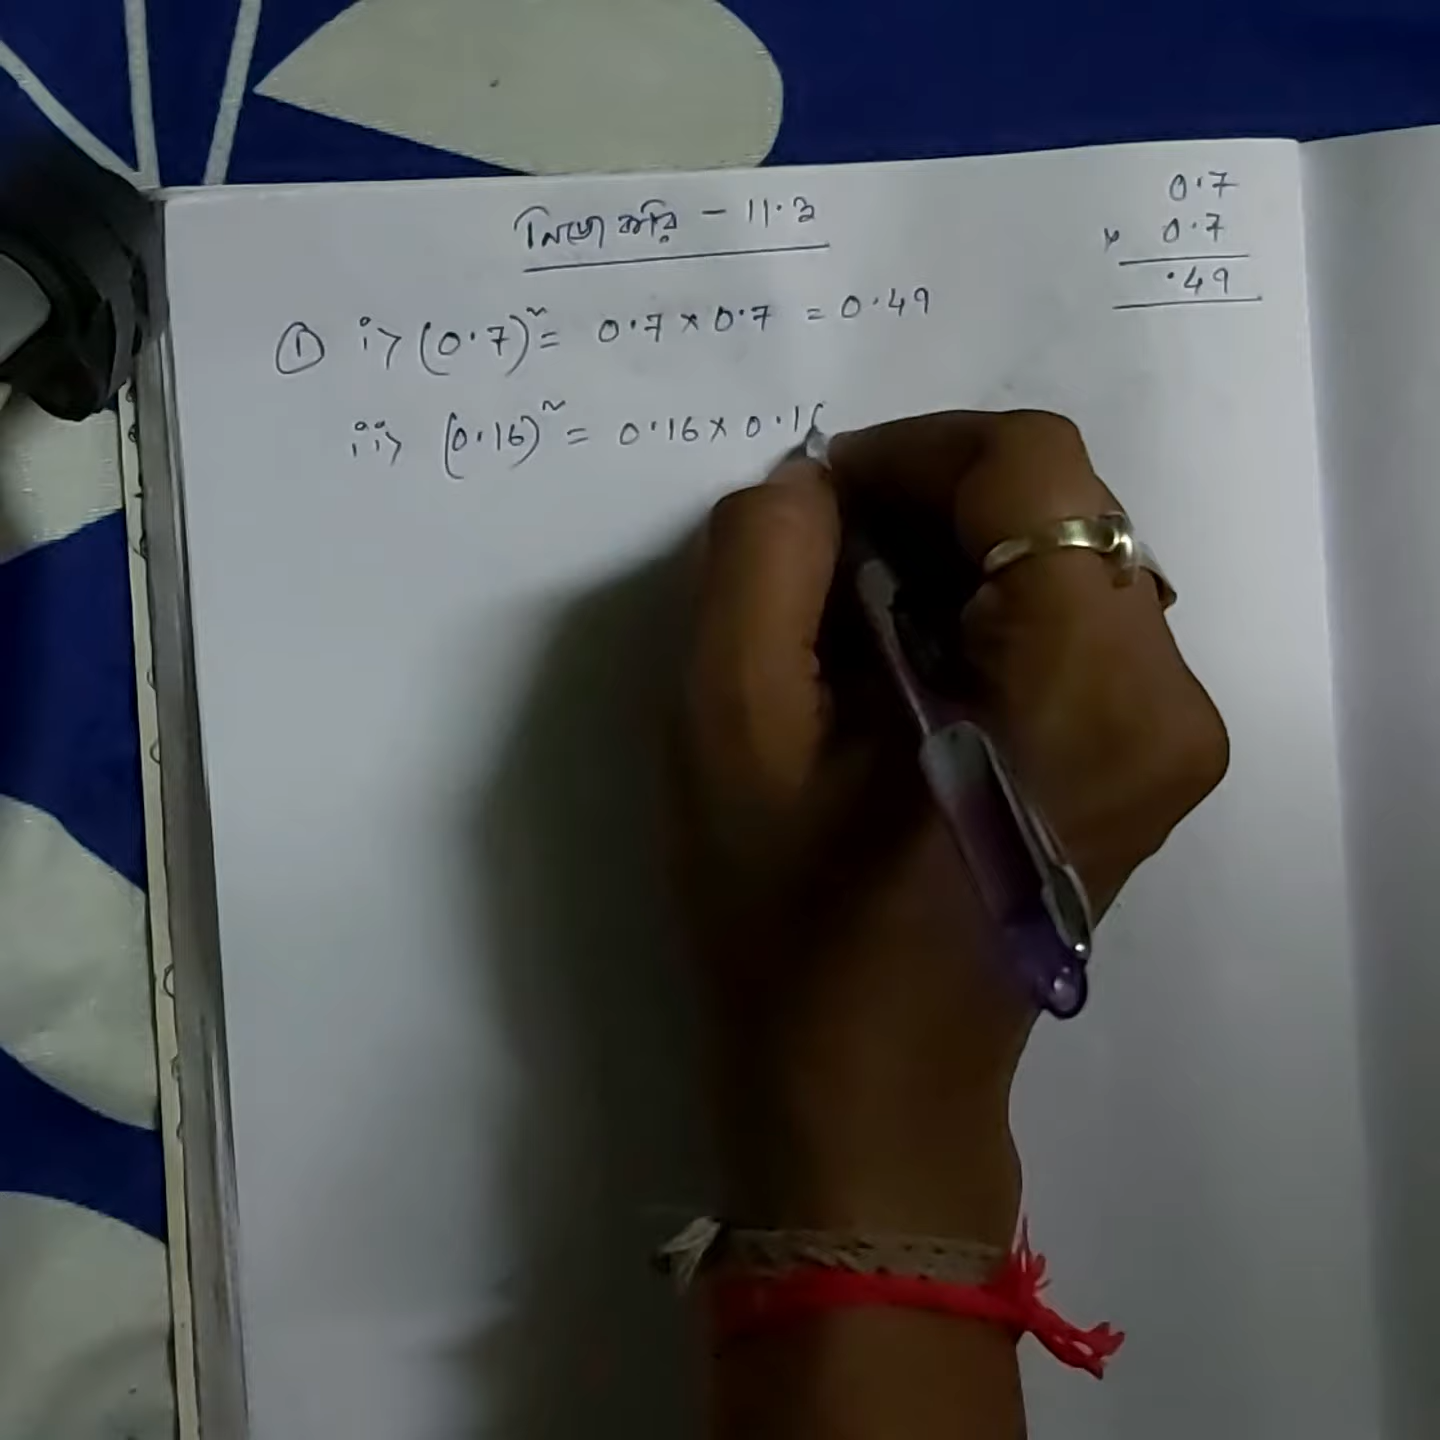 নিজে করি - 11.3
① i> (0.7)² = 0.7 × 0.7 = 0.49
ii> (0.16)² = 0.16 × 0.16
0.7
× 0.7
.49